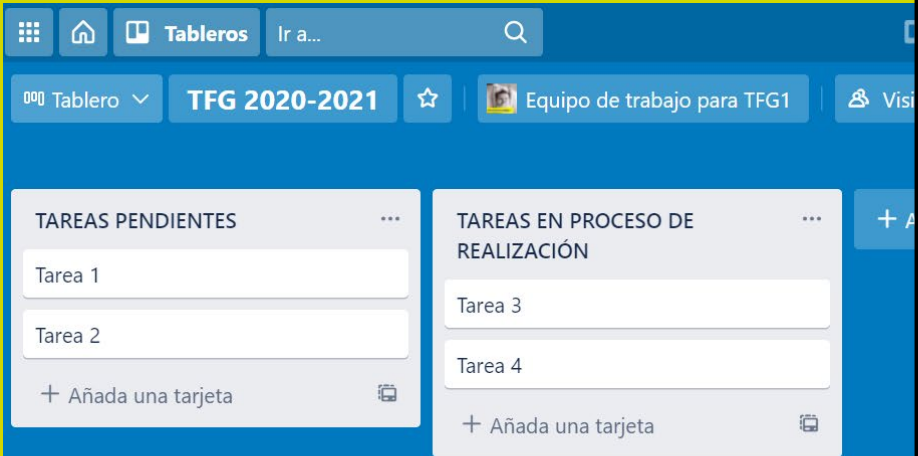 Tableros Ir a...
Tablero TFG 2020-2021 Equipo de trabajo para TFG1
TAREAS PENDIENTES
Tarea 1
Tarea 2
+ Añada una tarjeta
TAREAS EN PROCESO DE
REALIZACIÓN
Tarea 3
Tarea 4
+ Añada una tarjeta